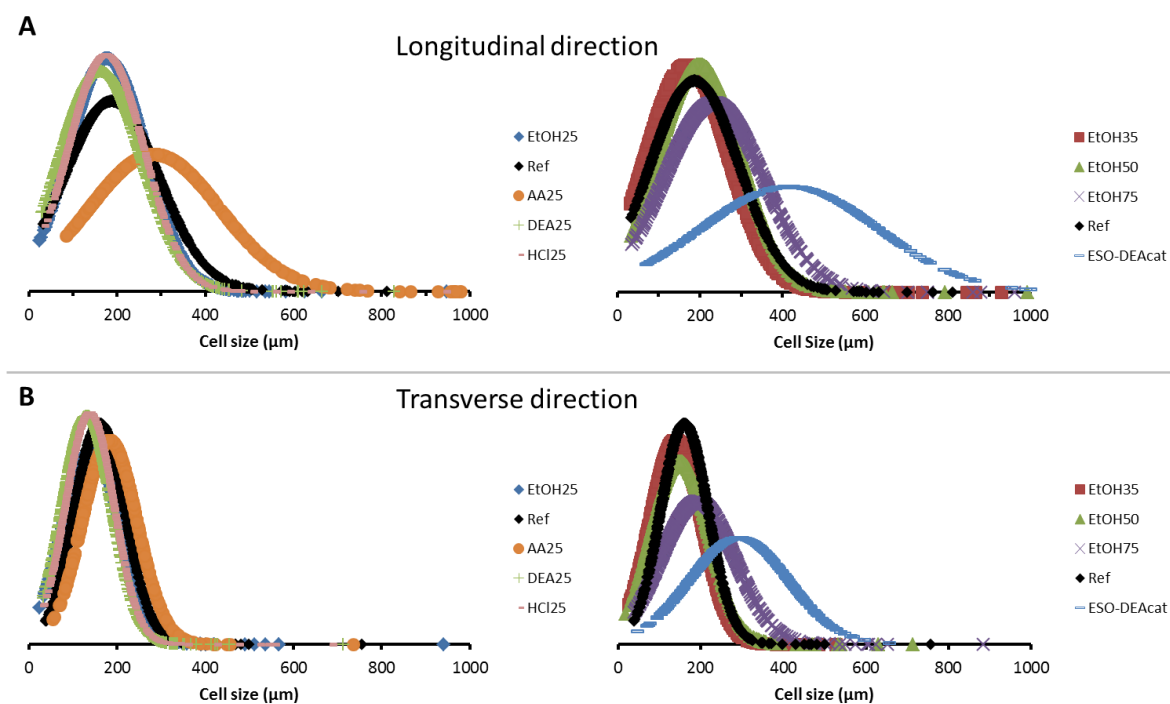 A
Longitudinal direction
EtOH25
Ref
AA25
DEA25
HCl25
0 200 400 600 800 1000
Cell size (µm)
EtOH35
EtOH50
EtOH75
Ref
ESO-DEAcat
0 200 400 600 800 1000
Cell Size (µm)
B
Transverse direction
EtOH25
Ref
AA25
DEA25
HCl25
0 200 400 600 800 1000
Cell size (µm)
EtOH35
EtOH50
EtOH75
Ref
ESO-DEAcat
0 200 400 600 800 1000
Cell size (µm)